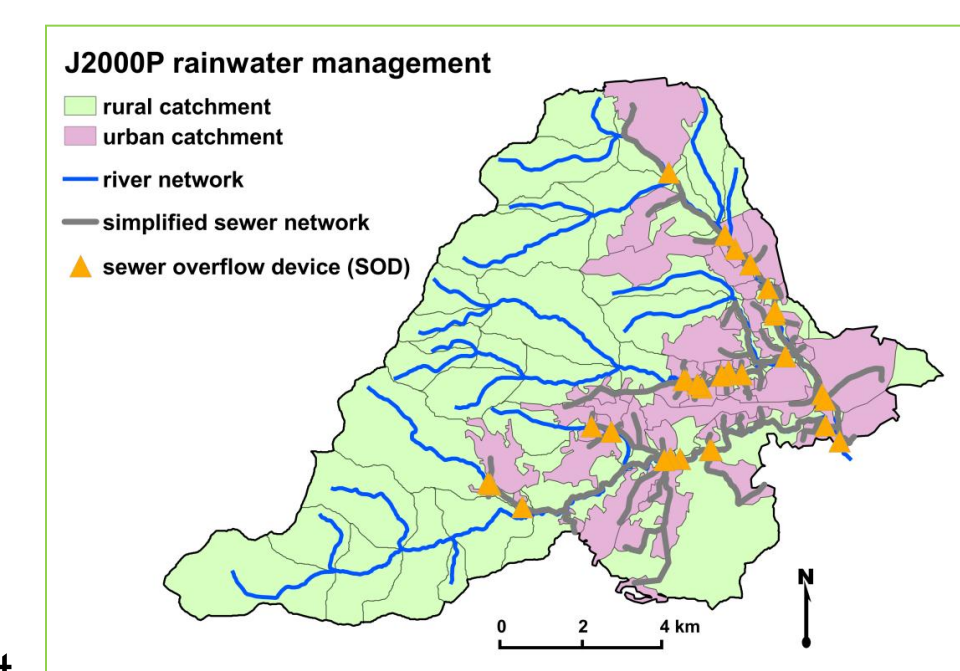 J2000P rainwater management
rural catchment
urban catchment
river network
simplified sewer network
sewer overflow device (SOD)
N
0 2 4 km